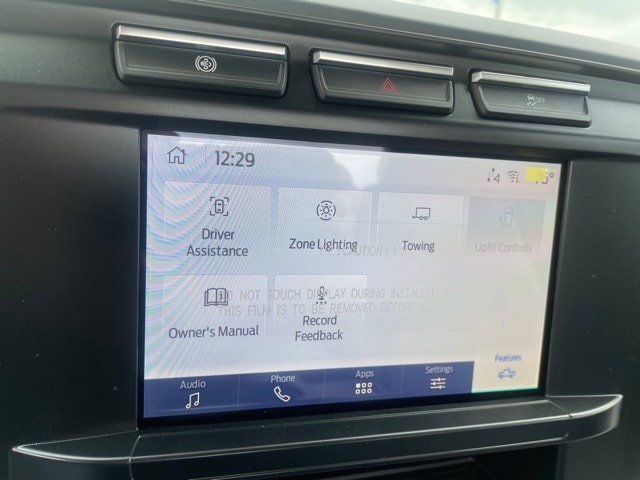 OFF
12:29
Driver
Assistance
Zone Lighting
Towing
Upfit Controls
! CAUTION! !
DO NOT TOUCH DISPLAY DURING INSTALLATION
THIS FILM IS TO BE REMOVED BEFORE
Owner's Manual
Record
Feedback
Audio
Phone
Apps
Settings
Features